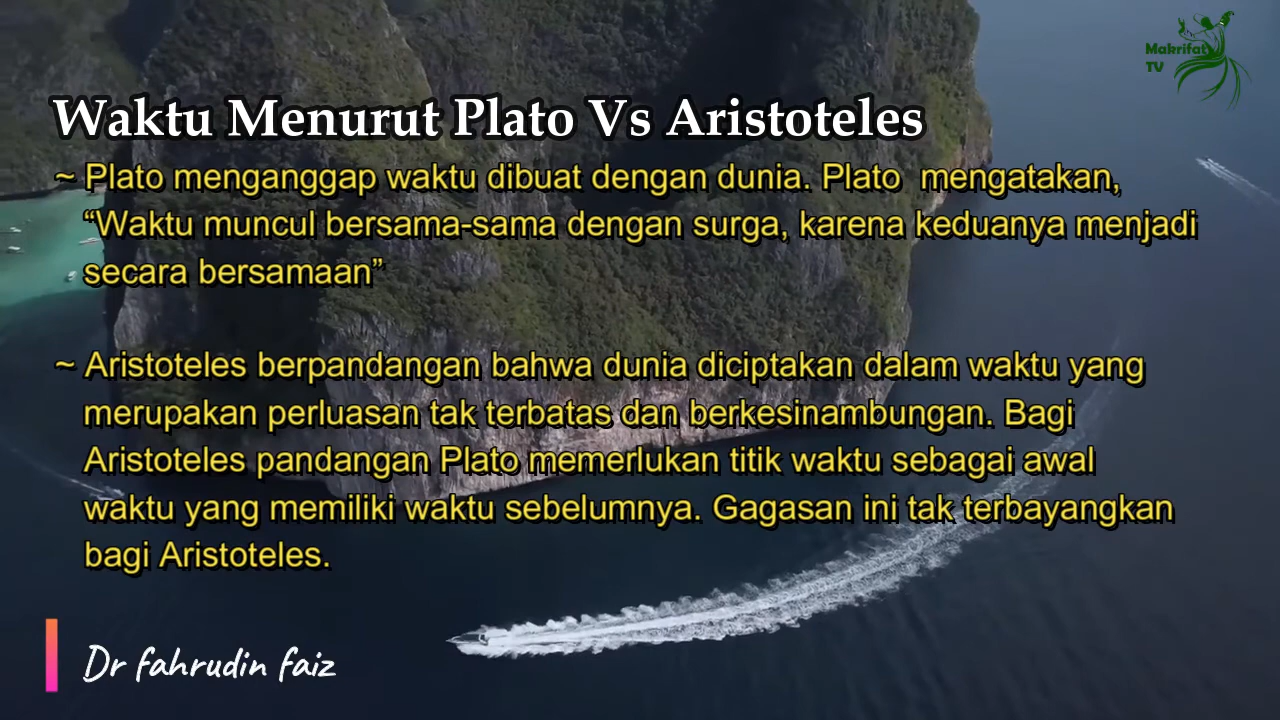 Makrifat
TV
Waktu Menurut Plato Vs Aristoteles
~ Plato menganggap waktu dibuat dengan dunia. Plato mengatakan,
“Waktu muncul bersama-sama dengan surga, karena keduanya menjadi
secara bersamaan”
~ Aristoteles berpandangan bahwa dunia diciptakan dalam waktu yang
merupakan perluasan tak terbatas dan berkesinambungan. Bagi
Aristoteles pandangan Plato memerlukan titik waktu sebagai awal
waktu yang memiliki waktu sebelumnya. Gagasan ini tak terbayangkan
bagi Aristoteles.
Dr fahrudin faiz